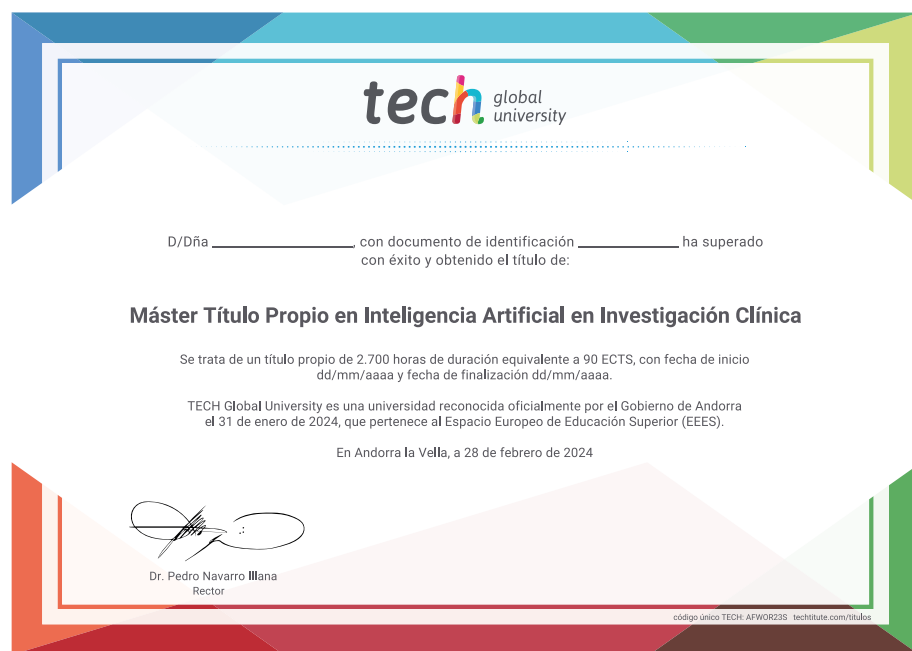 tech global university
D/Dña ________________, con documento de identificación ____________ ha superado
con éxito y obtenido el título de:
Máster Título Propio en Inteligencia Artificial en Investigación Clínica
Se trata de un título propio de 2.700 horas de duración equivalente a 90 ECTS, con fecha de inicio
dd/mm/aaaa y fecha de finalización dd/mm/aaaa.
TECH Global University es una universidad reconocida oficialmente por el Gobierno de Andorra
el 31 de enero de 2024, que pertenece al Espacio Europeo de Educación Superior (EEES).
En Andorra la Vella, a 28 de febrero de 2024
Dr. Pedro Navarro Illana
Rector
código único TECH: AFWOR23S techtitute.com/titulos